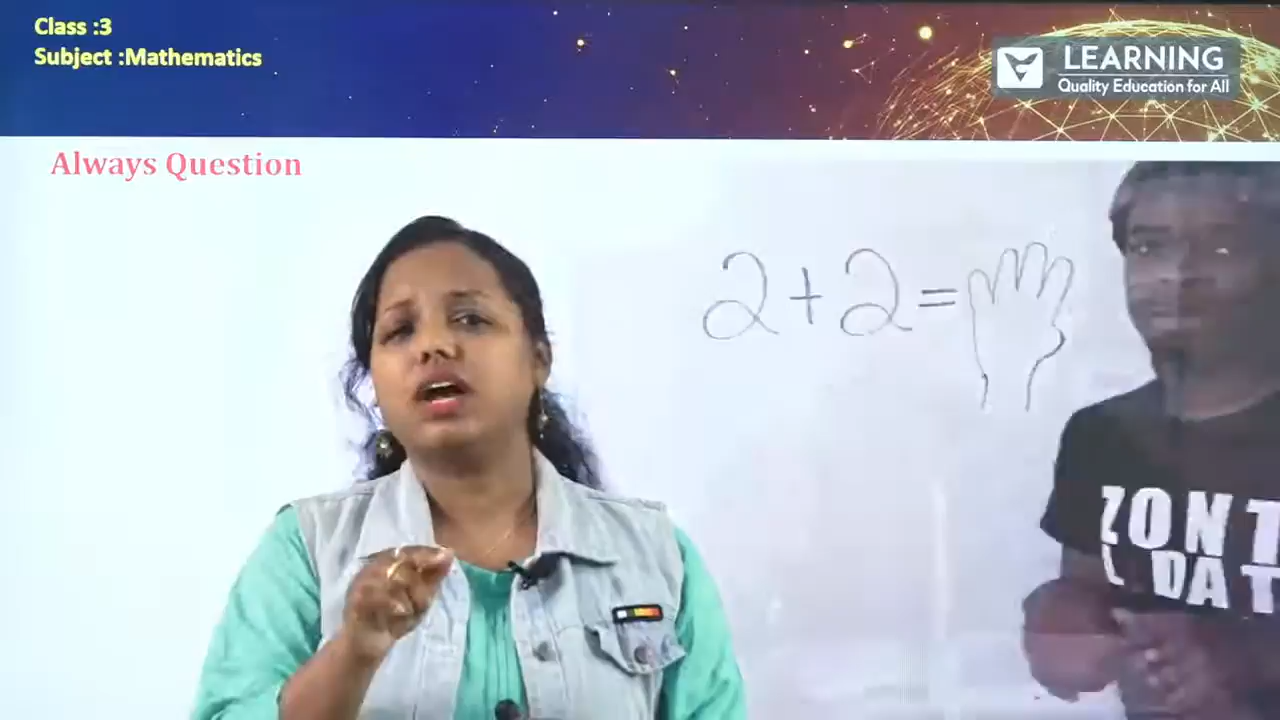 Class :3
Subject :Mathematics
LEARNING
Quality Education for All
Always Question
2+2=
ZONT
L DAT